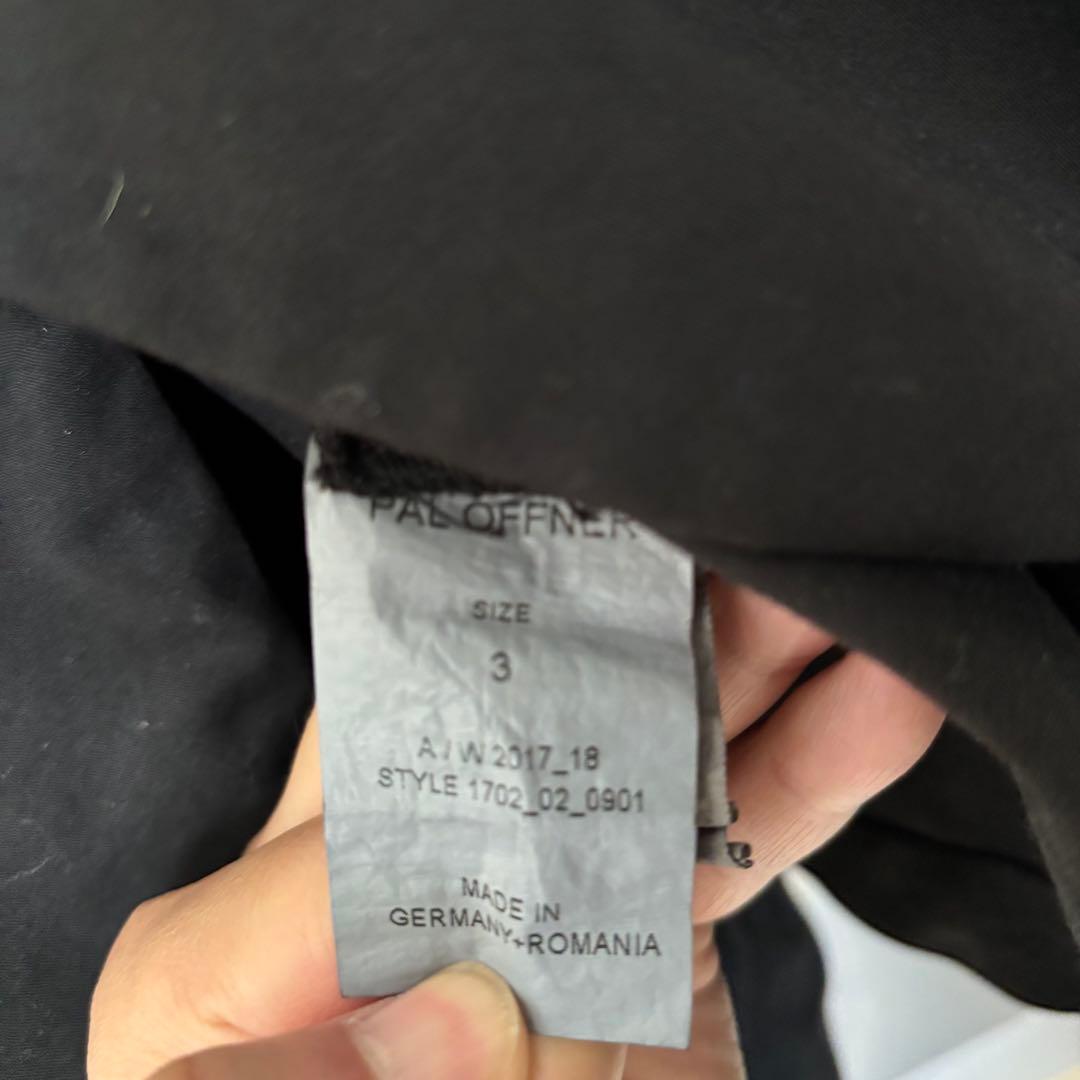 PAL OFFNER
SIZE
3
A / W 2017_18
STYLE 1702_02_0901
MADE IN
GERMANY+ROMANIA